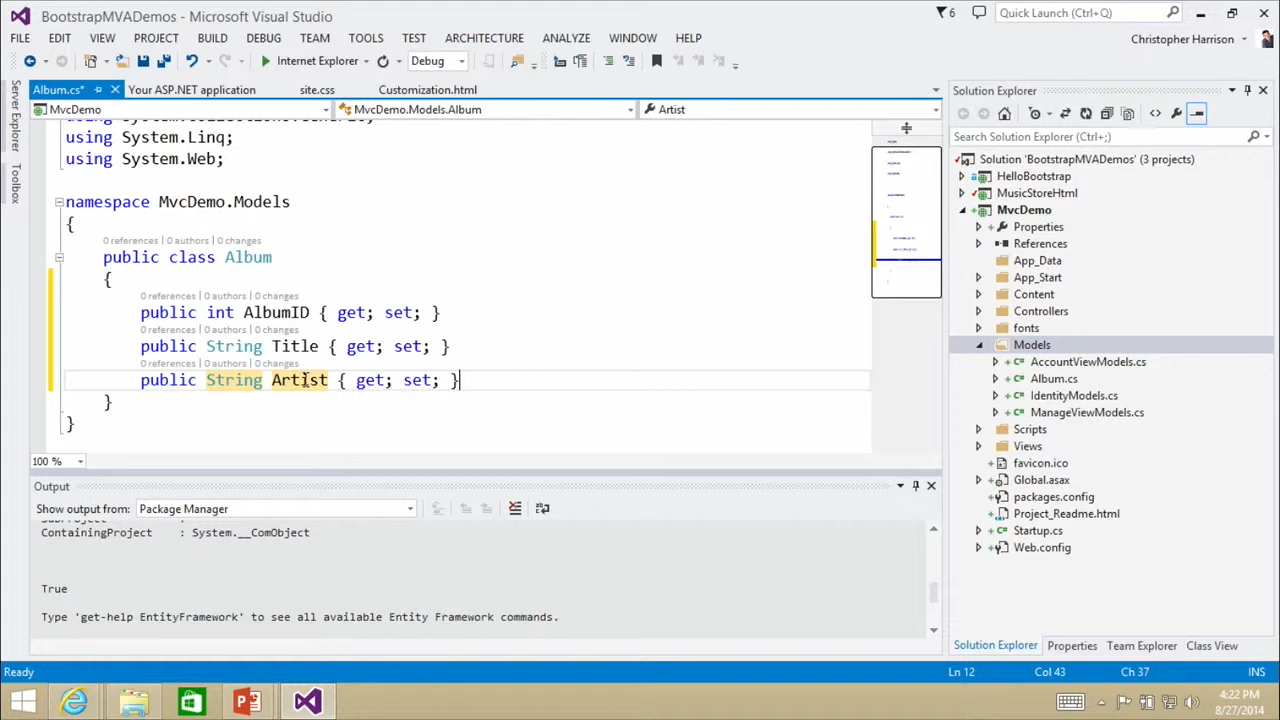 BootstrapMVADemos - Microsoft Visual Studio
6
Quick Launch (Ctrl+Q)
FILE EDIT VIEW PROJECT BUILD DEBUG TEAM TOOLS TEST ARCHITECTURE ANALYZE WINDOW HELP
Christopher Harrison
Internet Explorer
Debug
Server Explorer
Toolbox
Album.cs*
Your ASP.NET application
site.css
Customization.html
MvcDemo
MvcDemo.Models.Album
Artist
using System.Linq;
using System.Web;
namespace MvcDemo.Models
{
0 references | 0 authors | 0 changes
public class Album
{
0 references | 0 authors | 0 changes
public int AlbumID { get; set; }
0 references | 0 authors | 0 changes
public String Title { get; set; }
0 references | 0 authors | 0 changes
public String Artist { get; set; }
}
}
100 %
Output
Show output from: Package Manager
ContainingProject : System.__ComObject
True
Type 'get-help EntityFramework' to see all available Entity Framework commands.
Solution Explorer
Search Solution Explorer (Ctrl+;)
Solution 'BootstrapMVADemos' (3 projects)
HelloBootstrap
MusicStoreHtml
MvcDemo
Properties
References
App_Data
App_Start
Content
Controllers
fonts
Models
AccountViewModels.cs
Album.cs
IdentityModels.cs
ManageViewModels.cs
Scripts
Views
favicon.ico
Global.asax
packages.config
Project_Readme.html
Startup.cs
Web.config
Solution Explorer Properties Team Explorer Class View
Ready
Ln 12 Col 43 Ch 37 INS
4:22 PM
8/27/2014